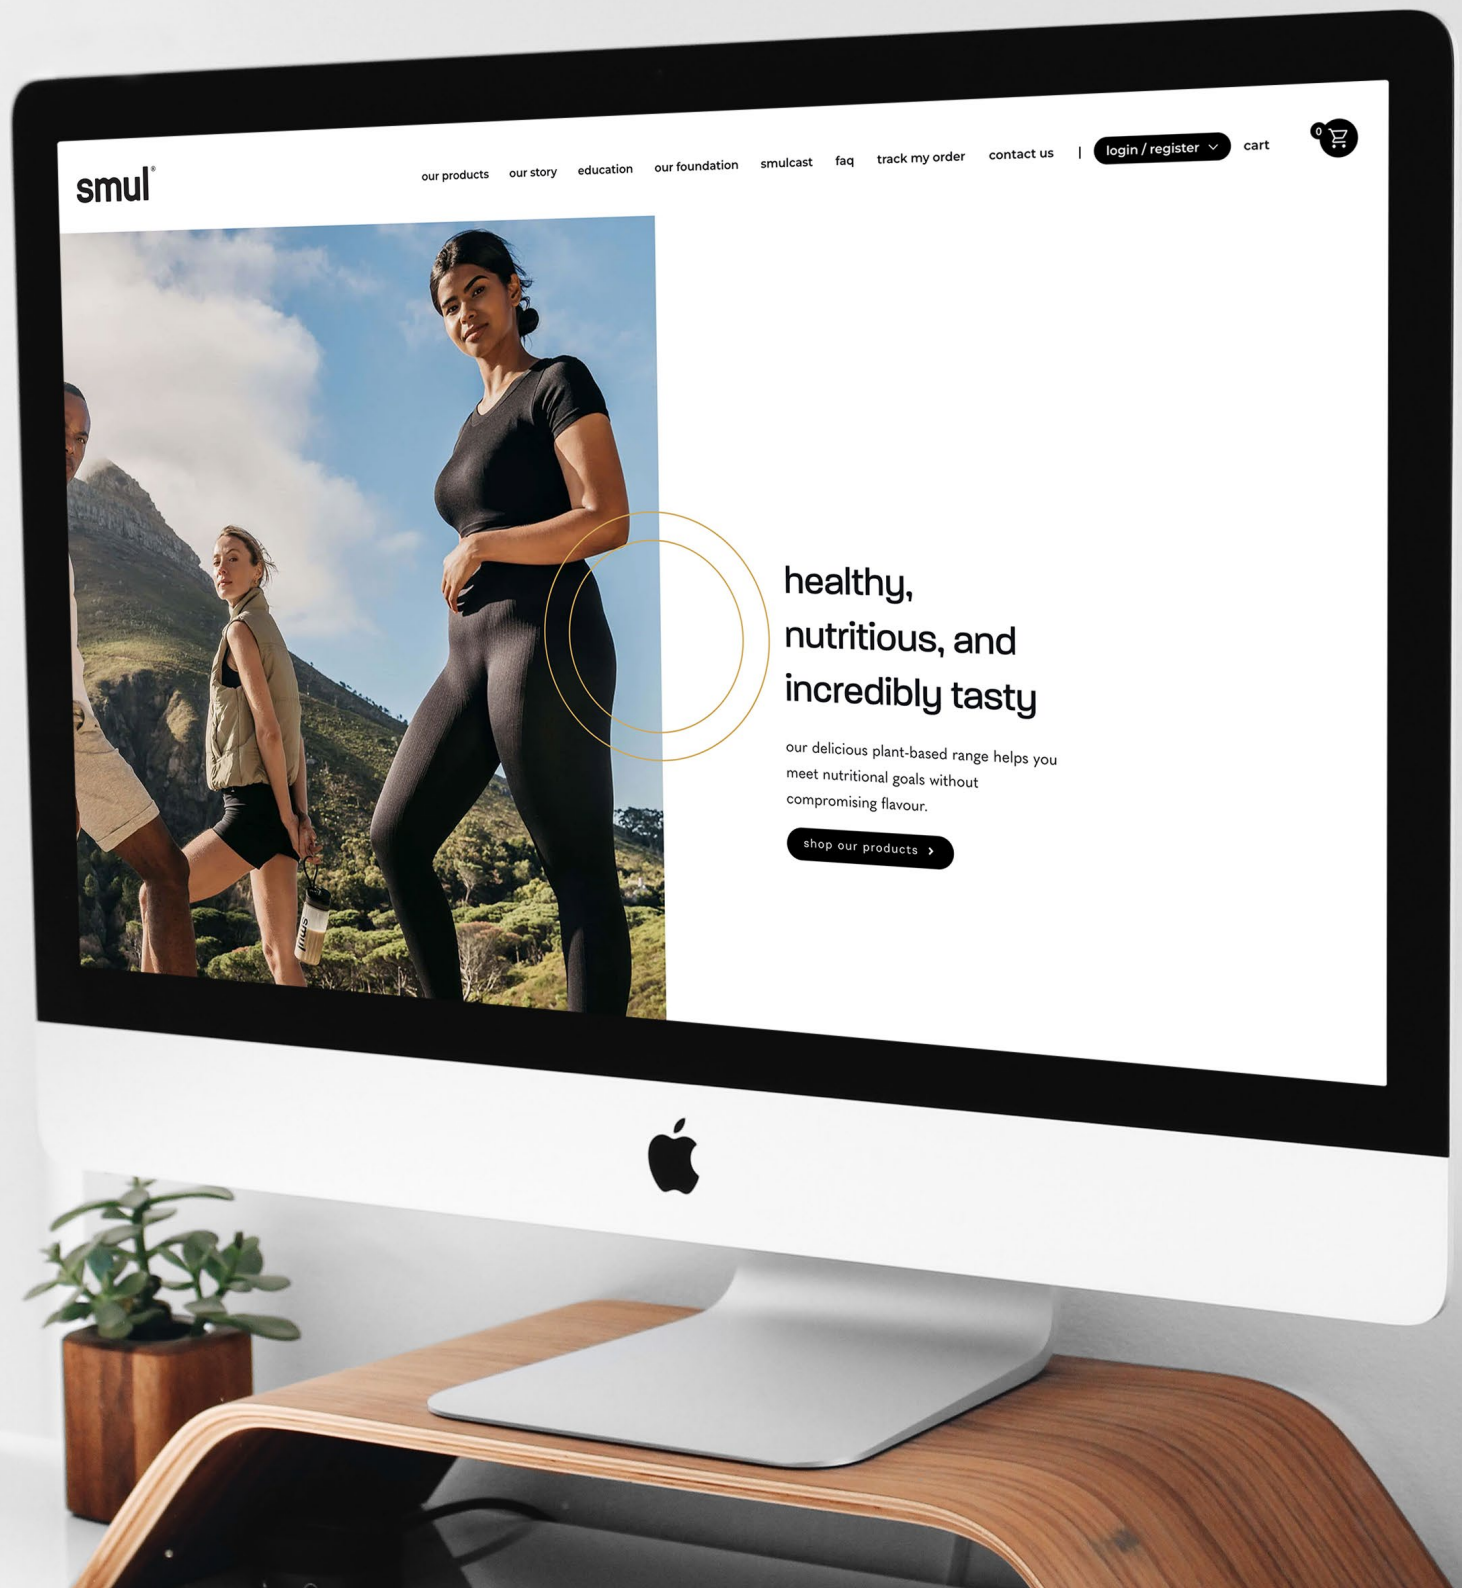 smul®
our products our story education our foundation smulcast faq track my order contact us | login / register cart 0
healthy,
nutritious, and
incredibly tasty
our delicious plant-based range helps you
meet nutritional goals without
compromising flavour.
shop our products
smul